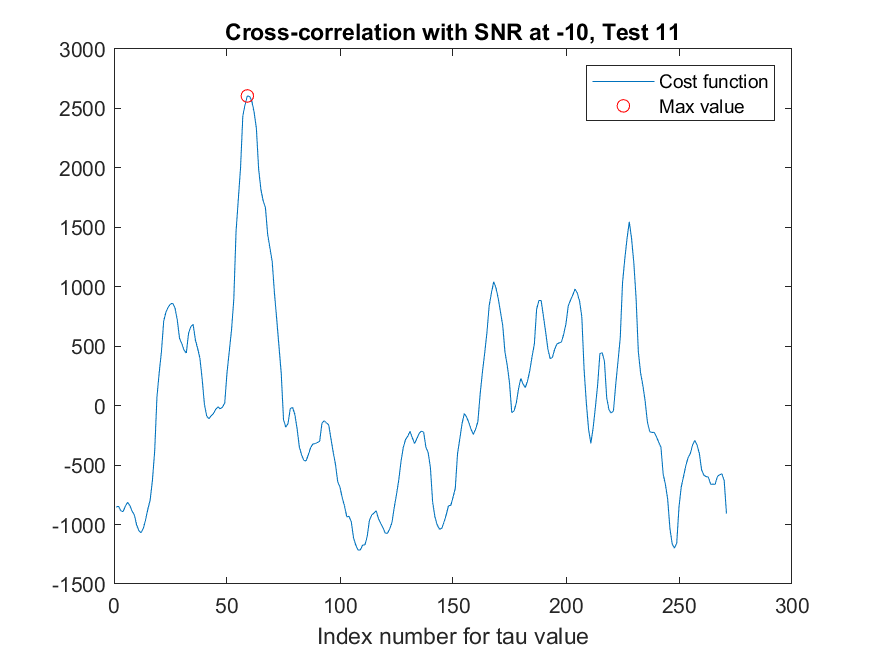 Cross-correlation with SNR at -10, Test 11
3000
2500
2000
1500
1000
500
0
-500
-1000
-1500
Cost function
Max value
0 50 100 150 200 250 300
Index number for tau value